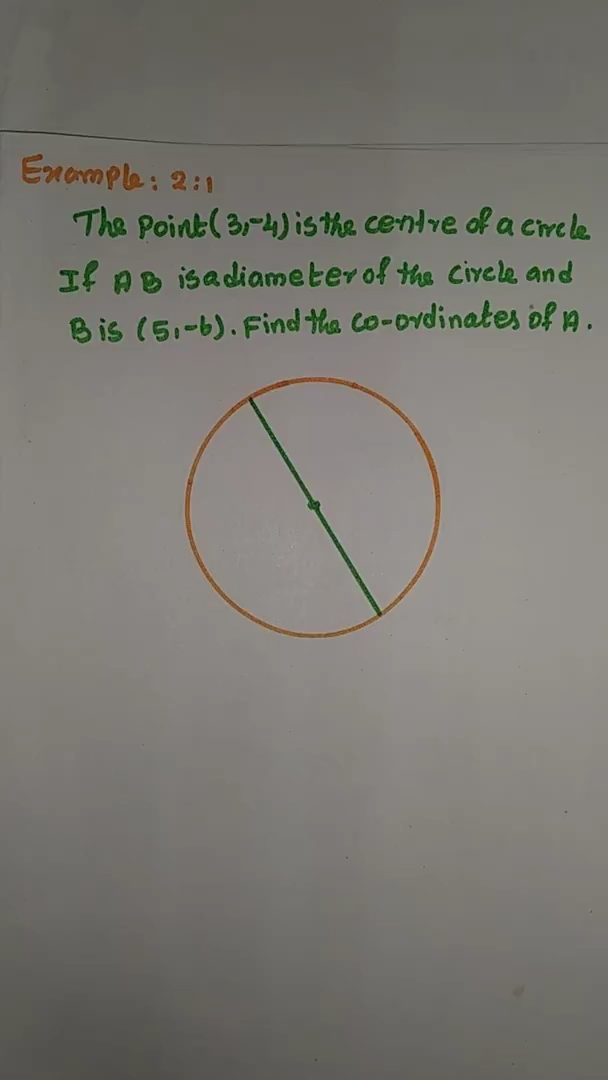 Example: 2:1
The Point (3,-4) is the centre of a circle
If AB is a diameter of the circle and
B is (5,-6). Find the co-ordinates of A.